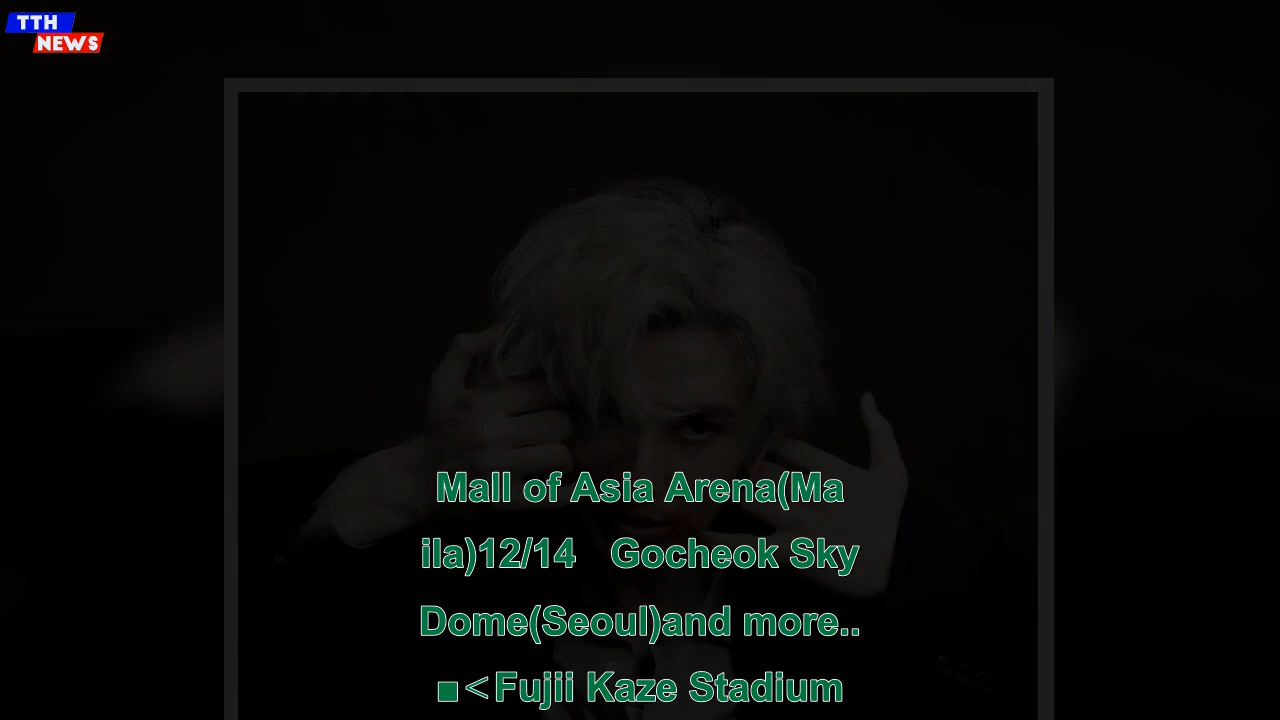 TTH
NEWS
Mall of Asia Arena(Ma
ila)12/14 Gocheok Sky
Dome(Seoul)and more..
■＜Fujii Kaze Stadium